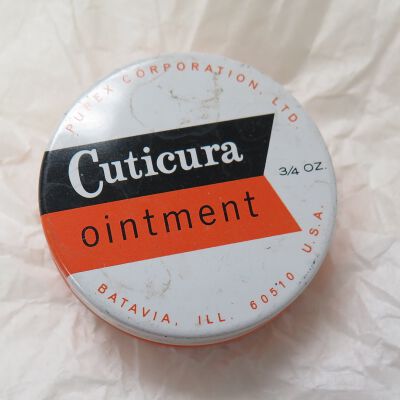 PUREX CORPORATION, LTD.
Cuticura
3/4 OZ.
ointment
BATAVIA, ILL. 60510 U.S.A.